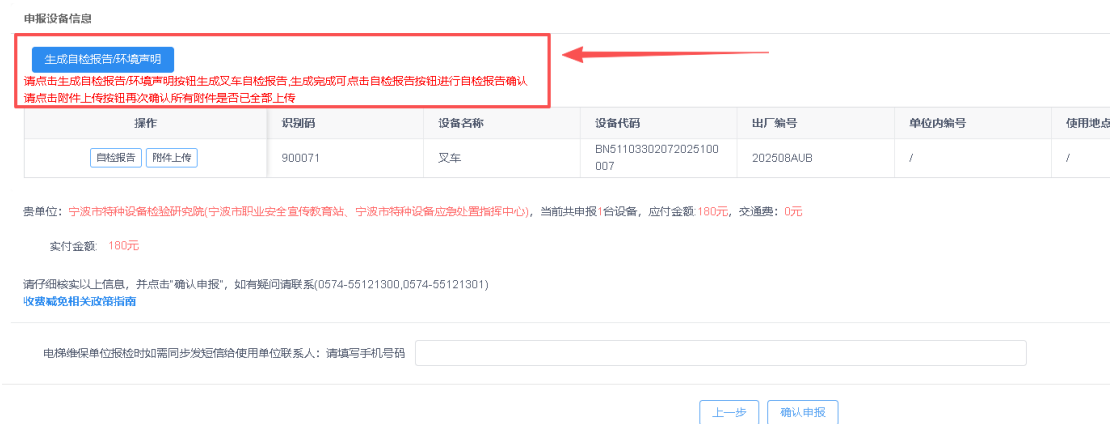 申报设备信息
生成自检报告/环境声明
请点击生成自检报告/环境声明按钮生成叉车自检报告,生成完成可点击自检报告按钮进行自检报告确认
请点击附件上传按钮再次确认所有附件是否已全部上传
操作 识别码 设备名称 设备代码 出厂编号 单位内编号 使用地点
自检报告 附件上传 900071 叉车 BN51103302072025100 202508AUB / /
007
贵单位：宁波市特种设备检验研究院(宁波市职业安全宣传教育站、宁波市特种设备应急处置指挥中心)，当前共申报1台设备，应付金额:180元，交通费：0元
实付金额: 180元
请仔细核实以上信息，并点击"确认申报"，如有疑问请联系(0574-55121300,0574-55121301)
收费减免相关政策指南
电梯维保单位报检时如需同步发短信给使用单位联系人：请填写手机号码
上一步 确认申报